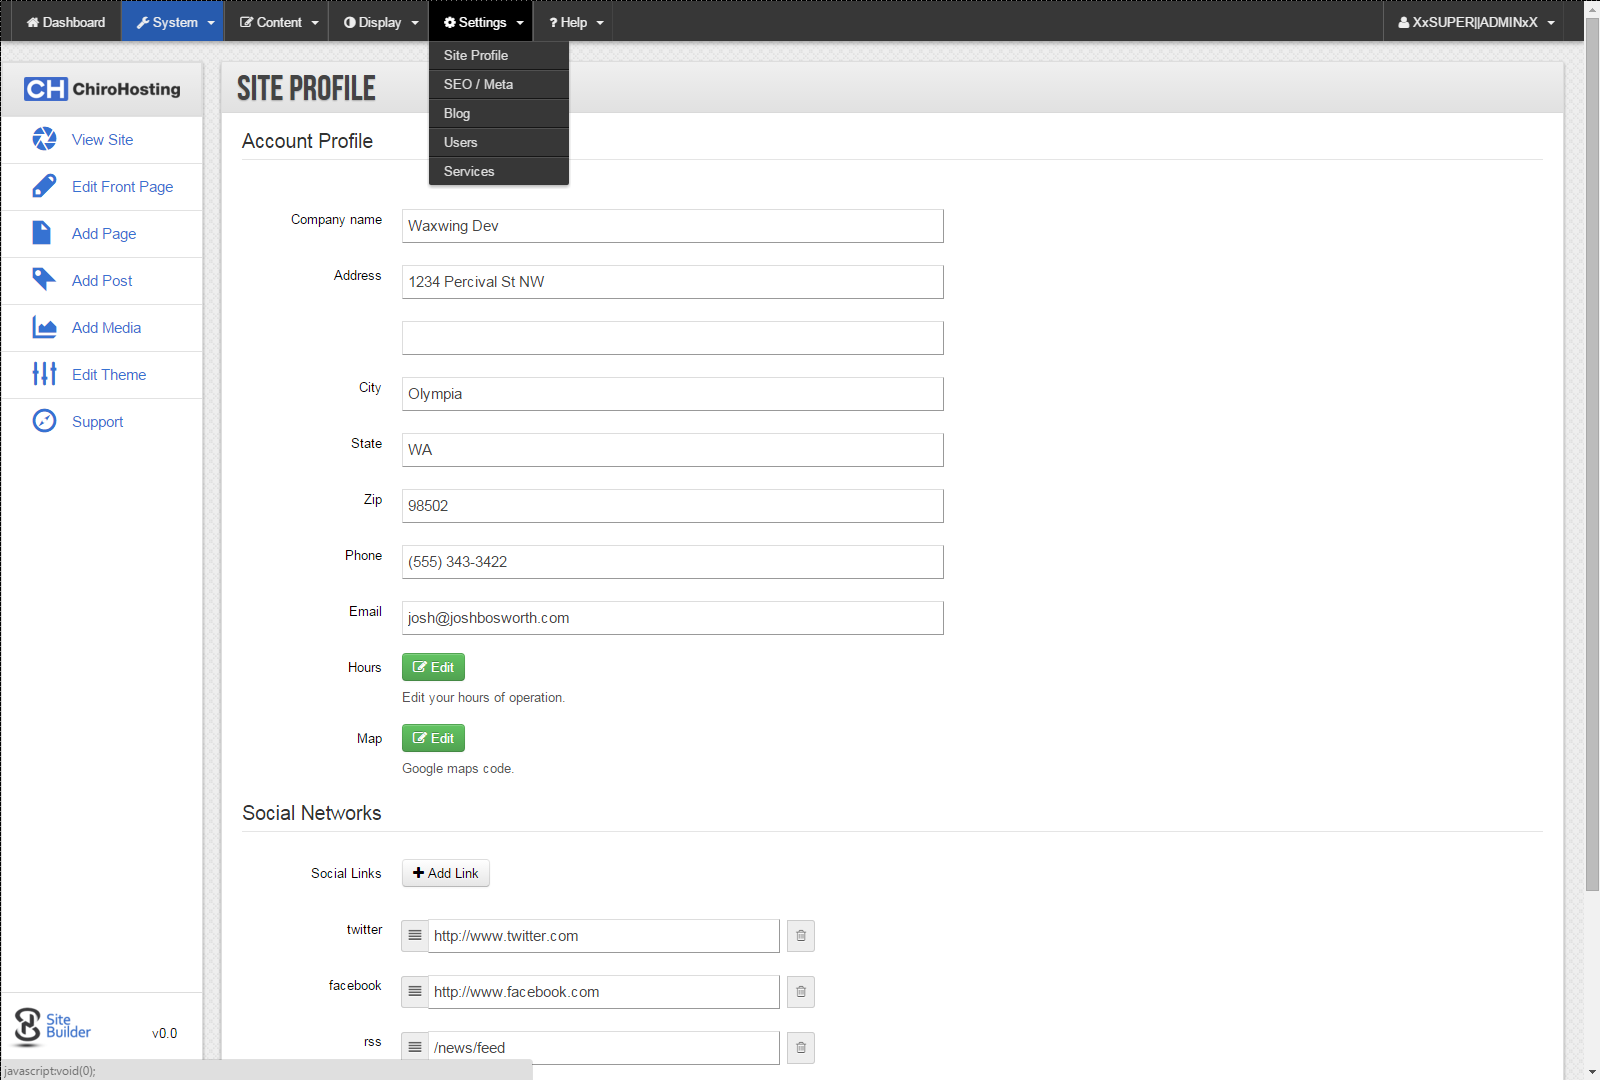 Dashboard System Content Display Settings ? Help XxSUPER||ADMINxX
Site Profile
SEO / Meta
Blog
Users
Services
CH ChiroHosting
View Site
Edit Front Page
Add Page
Add Post
Add Media
Edit Theme
Support
Site
Builder
v0.0
javascript:void(0);
SITE PROFILE
Account Profile
Company name Waxwing Dev
Address 1234 Percival St NW
City Olympia
State WA
Zip 98502
Phone (555) 343-3422
Email josh@joshbosworth.com
Hours Edit
Edit your hours of operation.
Map Edit
Google maps code.
Social Networks
Social Links Add Link
twitter http://www.twitter.com
facebook http://www.facebook.com
rss /news/feed